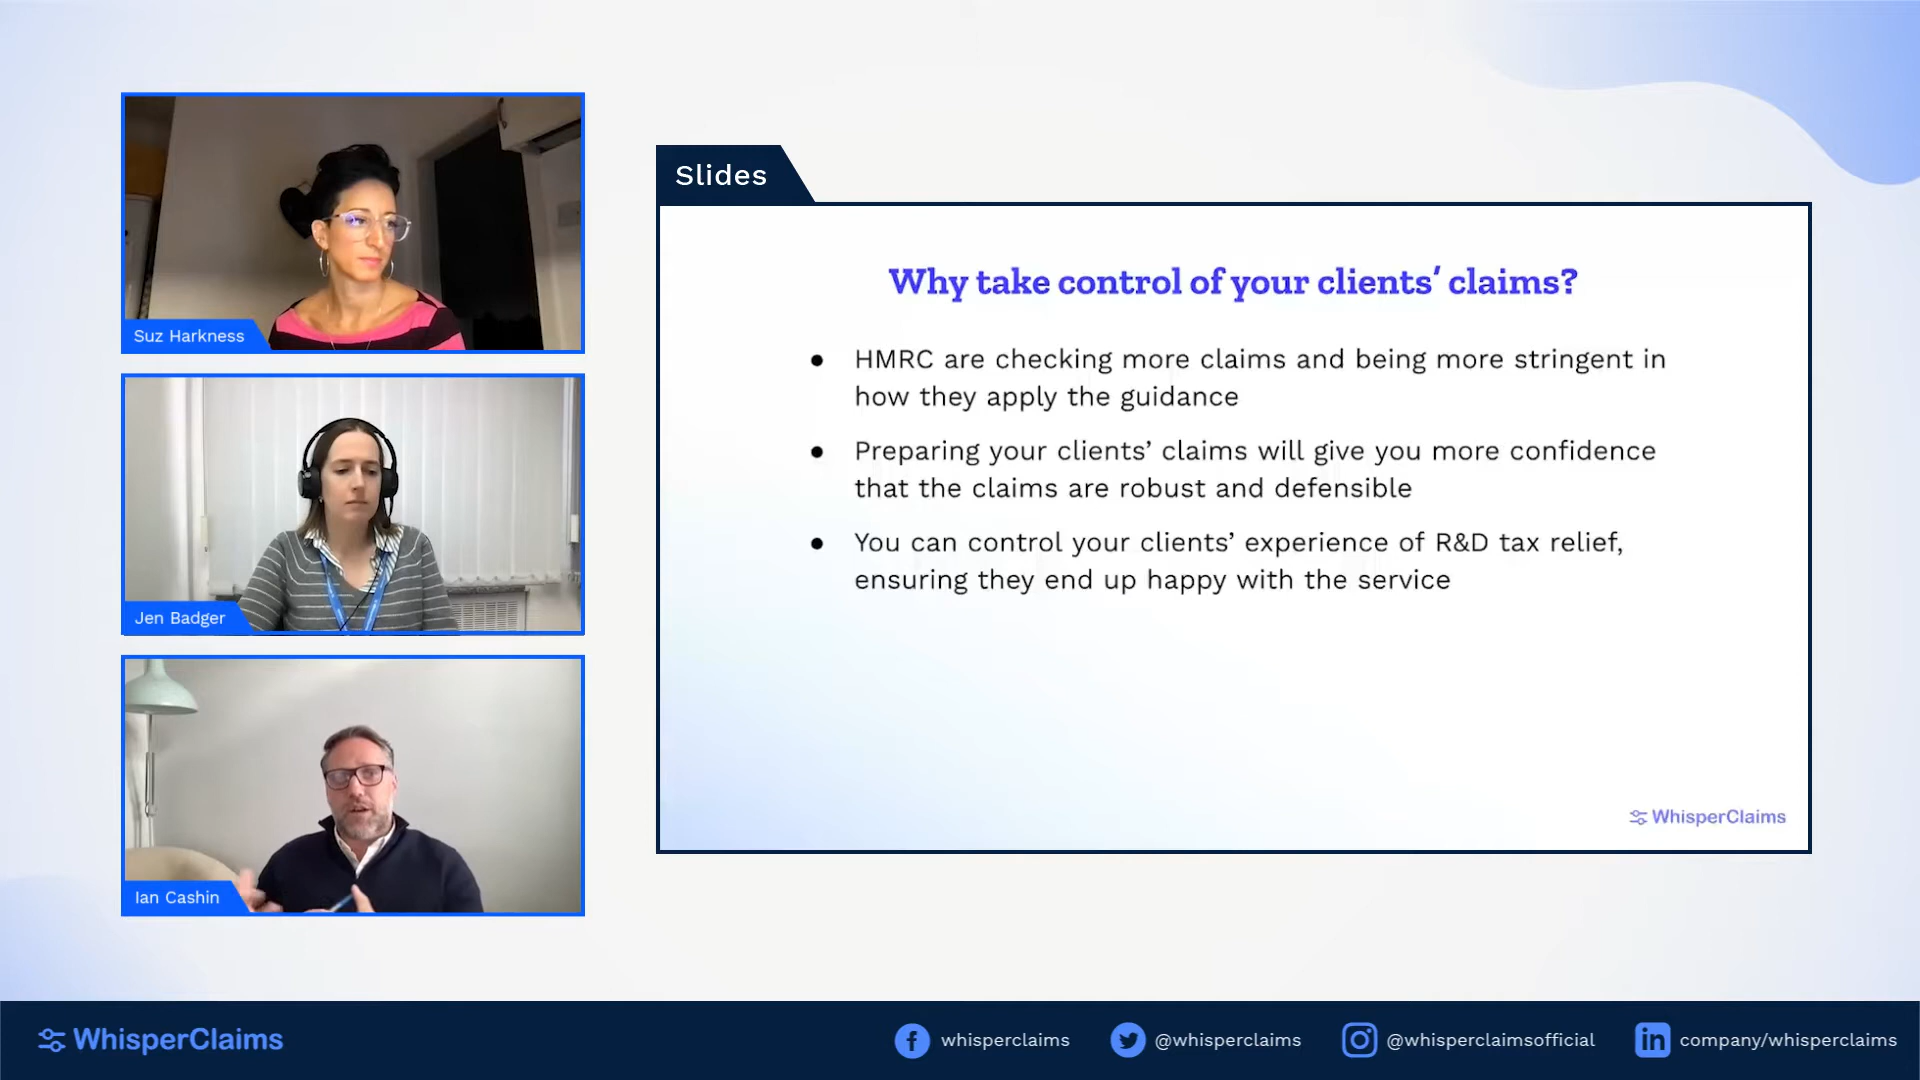 Suz Harkness
Jen Badger
Ian Cashin
Slides
Why take control of your clients’ claims?
● HMRC are checking more claims and being more stringent in
how they apply the guidance
● Preparing your clients’ claims will give you more confidence
that the claims are robust and defensible
● You can control your clients’ experience of R&D tax relief,
ensuring they end up happy with the service
WhisperClaims
WhisperClaims
whisperclaims
@whisperclaims
@whisperclaimsofficial
company/whisperclaims